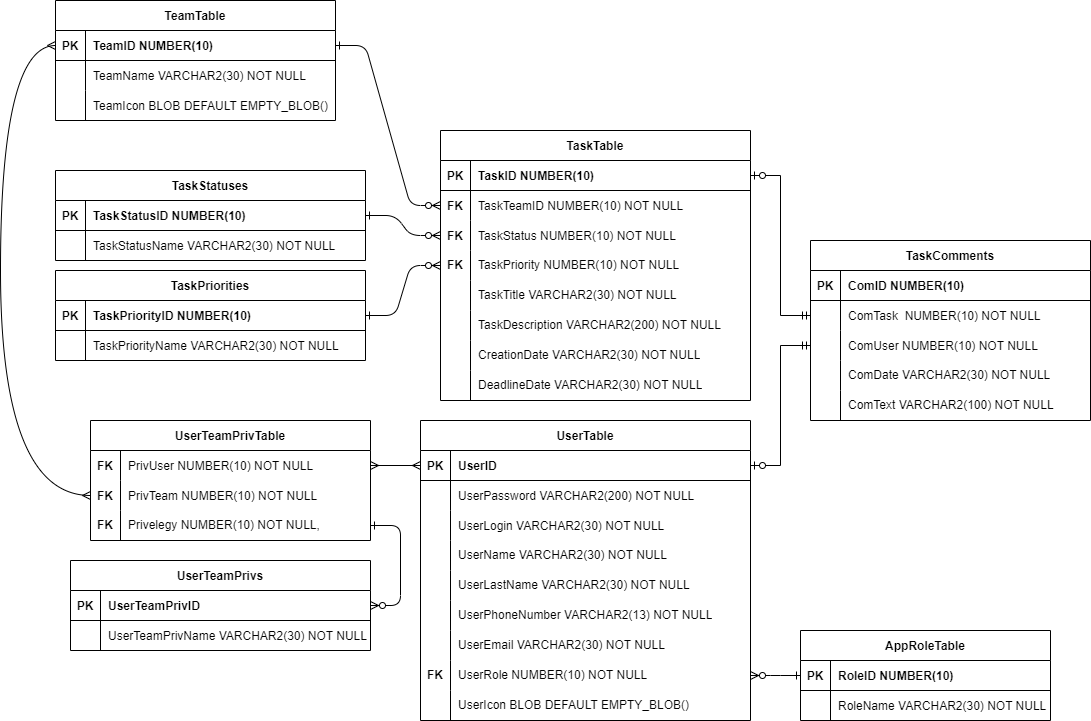 TeamTable
PK TeamID NUMBER(10)
TeamName VARCHAR2(30) NOT NULL
TeamIcon BLOB DEFAULT EMPTY_BLOB()
TaskStatuses
PK TaskStatusID NUMBER(10)
TaskStatusName VARCHAR2(30) NOT NULL
TaskPriorities
PK TaskPriorityID NUMBER(10)
TaskPriorityName VARCHAR2(30) NOT NULL
TaskTable
PK TaskID NUMBER(10)
FK TaskTeamID NUMBER(10) NOT NULL
FK TaskStatus NUMBER(10) NOT NULL
FK TaskPriority NUMBER(10) NOT NULL
TaskTitle VARCHAR2(30) NOT NULL
TaskDescription VARCHAR2(200) NOT NULL
CreationDate VARCHAR2(30) NOT NULL
DeadlineDate VARCHAR2(30) NOT NULL
TaskComments
PK ComID NUMBER(10)
ComTask  NUMBER(10) NOT NULL
ComUser NUMBER(10) NOT NULL
ComDate VARCHAR2(30) NOT NULL
ComText VARCHAR2(100) NOT NULL
UserTeamPrivTable
FK PrivUser NUMBER(10) NOT NULL
FK PrivTeam NUMBER(10) NOT NULL
FK Privelegy NUMBER(10) NOT NULL,
UserTeamPrivs
PK UserTeamPrivID
UserTeamPrivName VARCHAR2(30) NOT NULL
UserTable
PK UserID
UserPassword VARCHAR2(200) NOT NULL
UserLogin VARCHAR2(30) NOT NULL
UserName VARCHAR2(30) NOT NULL
UserLastName VARCHAR2(30) NOT NULL
UserPhoneNumber VARCHAR2(13) NOT NULL
UserEmail VARCHAR2(30) NOT NULL
FK UserRole NUMBER(10) NOT NULL
UserIcon BLOB DEFAULT EMPTY_BLOB()
AppRoleTable
PK RoleID NUMBER(10)
RoleName VARCHAR2(30) NOT NULL